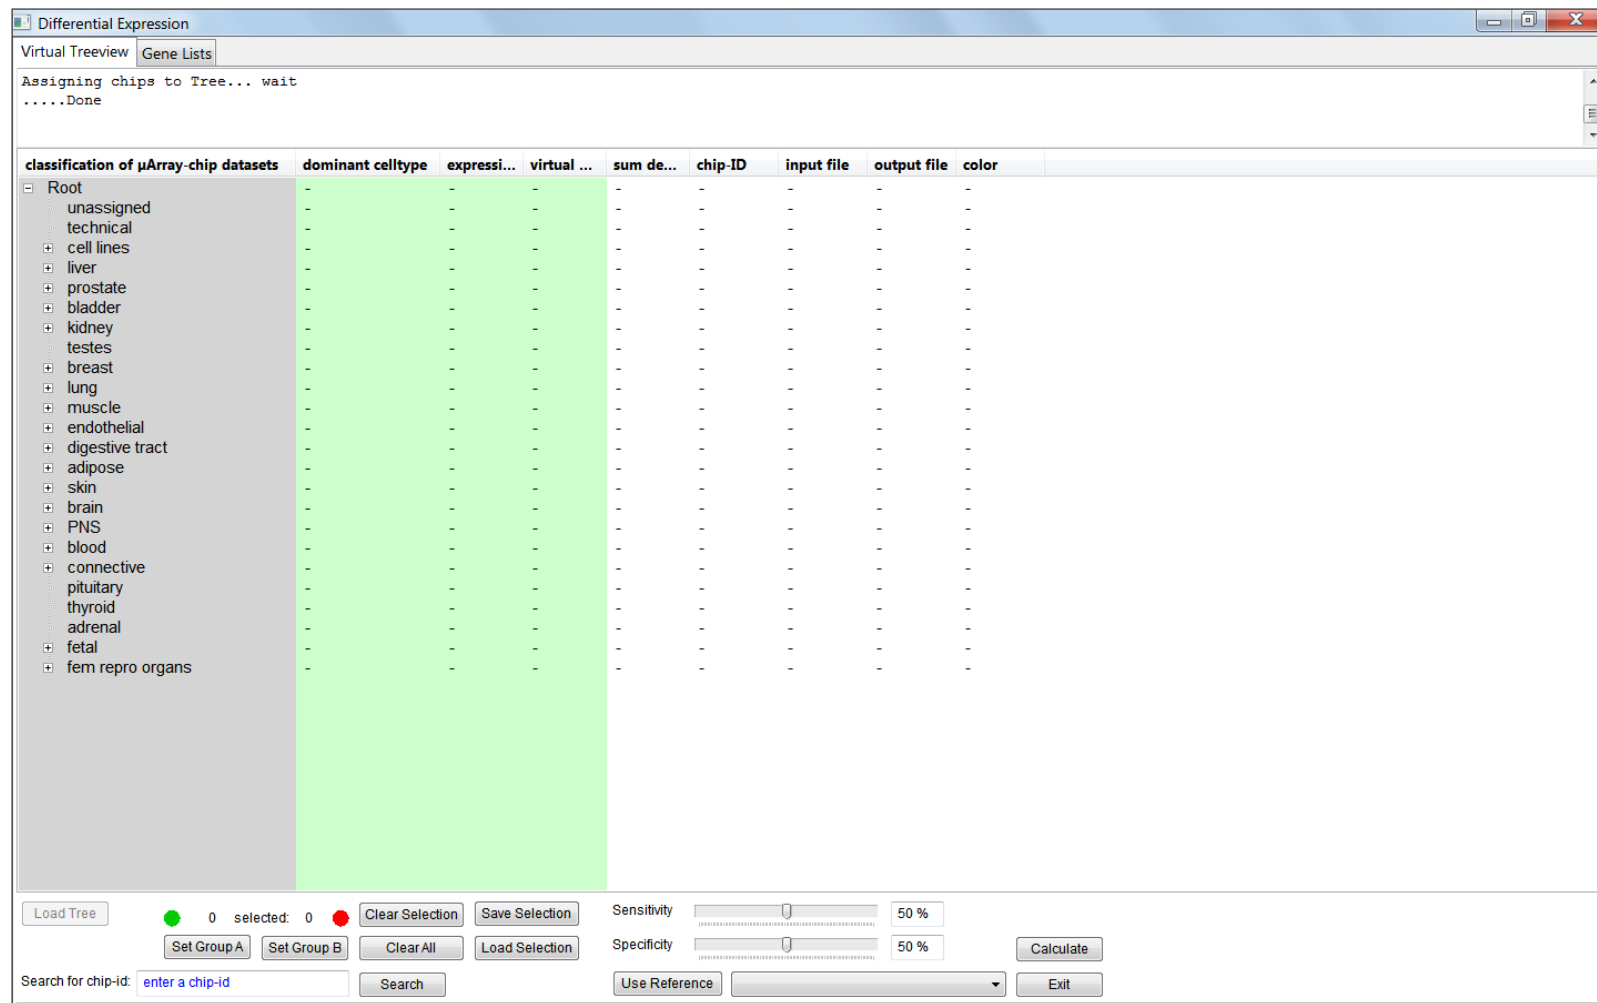 Differential Expression
Virtual Treeview Gene Lists
Assigning chips to Tree... wait
.....Done
classification of µArray-chip datasets dominant celltype expressi... virtual ... sum de... chip-ID input file output file color
Root - - - - - - - -
unassigned - - - - - - - -
technical - - - - - - - -
cell lines - - - - - - - -
liver - - - - - - - -
prostate - - - - - - - -
bladder - - - - - - - -
kidney - - - - - - - -
testes - - - - - - - -
breast - - - - - - - -
lung - - - - - - - -
muscle - - - - - - - -
endothelial - - - - - - - -
digestive tract - - - - - - - -
adipose - - - - - - - -
skin - - - - - - - -
brain - - - - - - - -
PNS - - - - - - - -
blood - - - - - - - -
connective - - - - - - - -
pituitary - - - - - - - -
thyroid - - - - - - - -
adrenal - - - - - - - -
fetal - - - - - - - -
fem repro organs - - - - - - - -
Load Tree 0 selected: 0 Clear Selection Save Selection Sensitivity 50 %
Set Group A Set Group B Clear All Load Selection Specificity 50 % Calculate
Search for chip-id: enter a chip-id Search Use Reference Exit